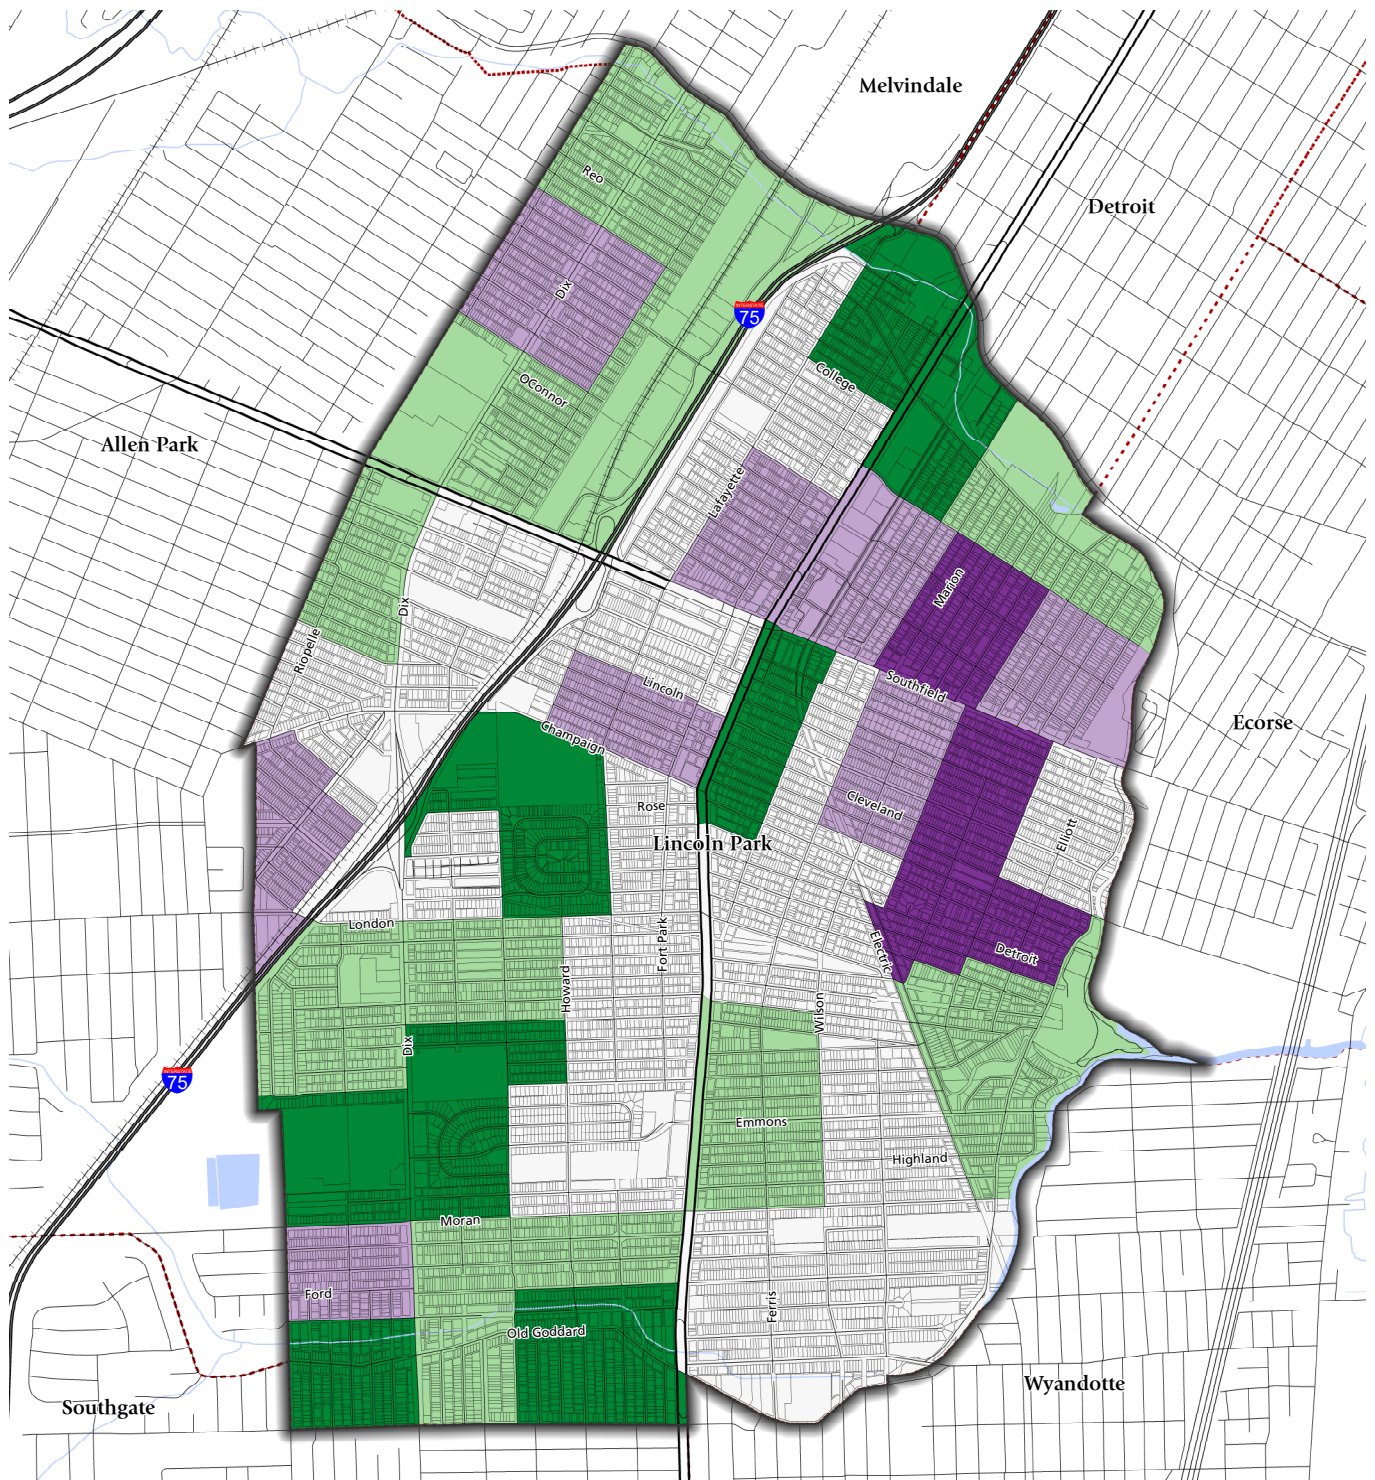 Melvindale
Reo
Detroit
Dix
INTERSTATE
75
College
OConnor
Allen Park
Lafayette
Marion
Dix
Riopelle
Lincoln
Southfield
Ecorse
Champaign
Rose
Cleveland
Elliott
Lincoln Park
London
Fort Park
Electric
Detroit
Howard
Wilson
Dix
INTERSTATE
75
Emmons
Highland
Moran
Ford
Ferris
Old Goddard
Wyandotte
Southgate